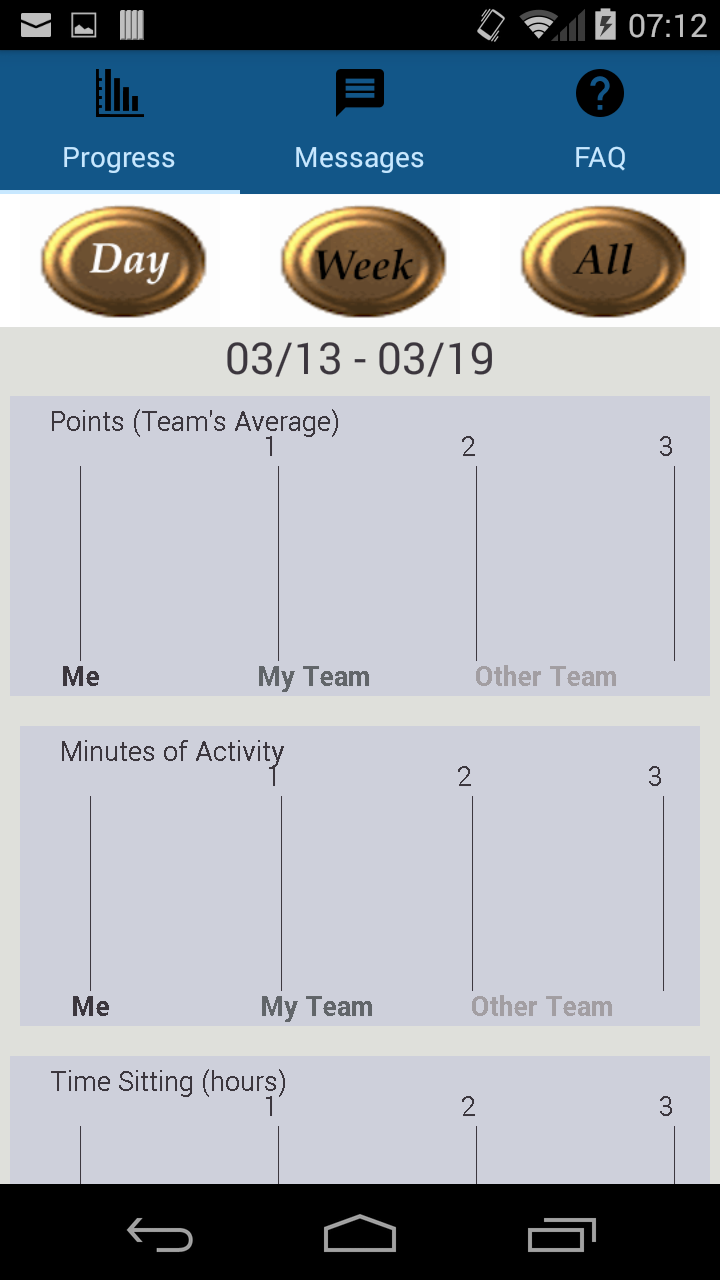 07:12
Progress Messages FAQ
Day Week All
03/13 - 03/19
Points (Team's Average)
1 2 3
Me My Team Other Team
Minutes of Activity
1 2 3
Me My Team Other Team
Time Sitting (hours)
1 2 3